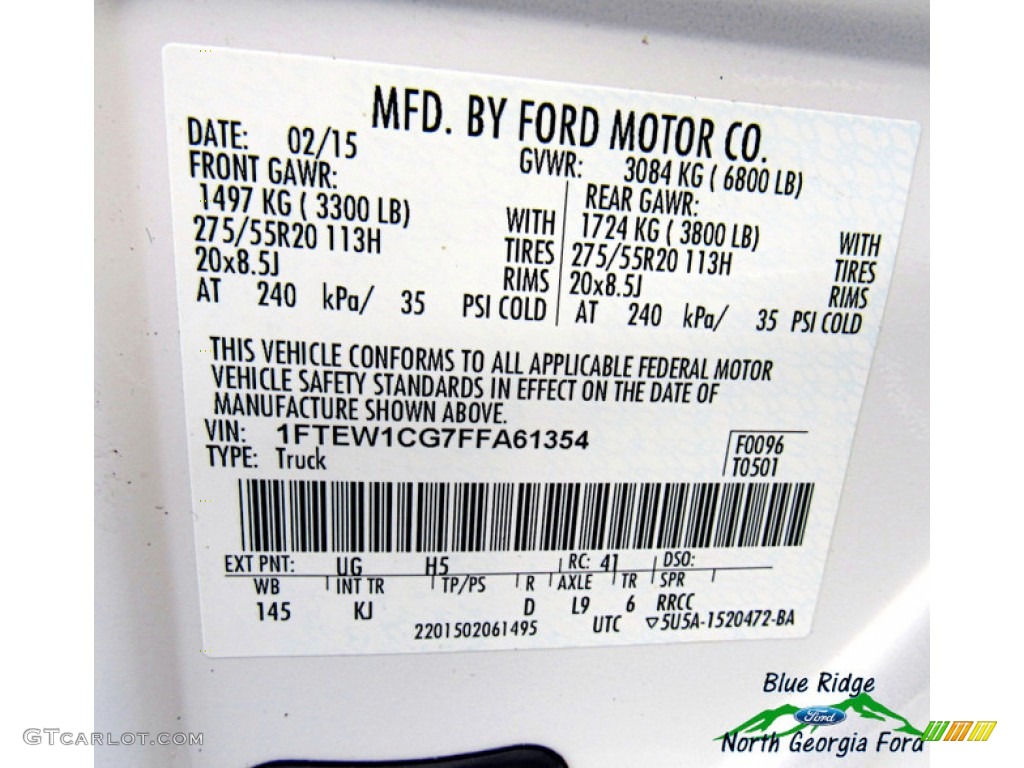 MFD. BY FORD MOTOR CO.
DATE: 02/15 GVWR: 3084 KG ( 6800 LB)
FRONT GAWR: REAR GAWR:
1497 KG ( 3300 LB) WITH 1724 KG ( 3800 LB) WITH
275/55R20 113H TIRES 275/55R20 113H TIRES
20x8.5J RIMS 20x8.5J RIMS
AT 240 kPa/ 35 PSI COLD AT 240 kPa/ 35 PSI COLD
THIS VEHICLE CONFORMS TO ALL APPLICABLE FEDERAL MOTOR
VEHICLE SAFETY STANDARDS IN EFFECT ON THE DATE OF
MANUFACTURE SHOWN ABOVE.
VIN: 1FTEW1CG7FFA61354 F0096
TYPE: Truck T0501
EXT PNT: UG H5 RC: 41 DSO:
WB INT TR TP/PS R AXLE TR SPR
145 KJ D L9 6 RRCC
2201502061495 UTC ▽5U5A-1520472-BA
Blue Ridge
Ford
North Georgia Ford
GTCarLot.com